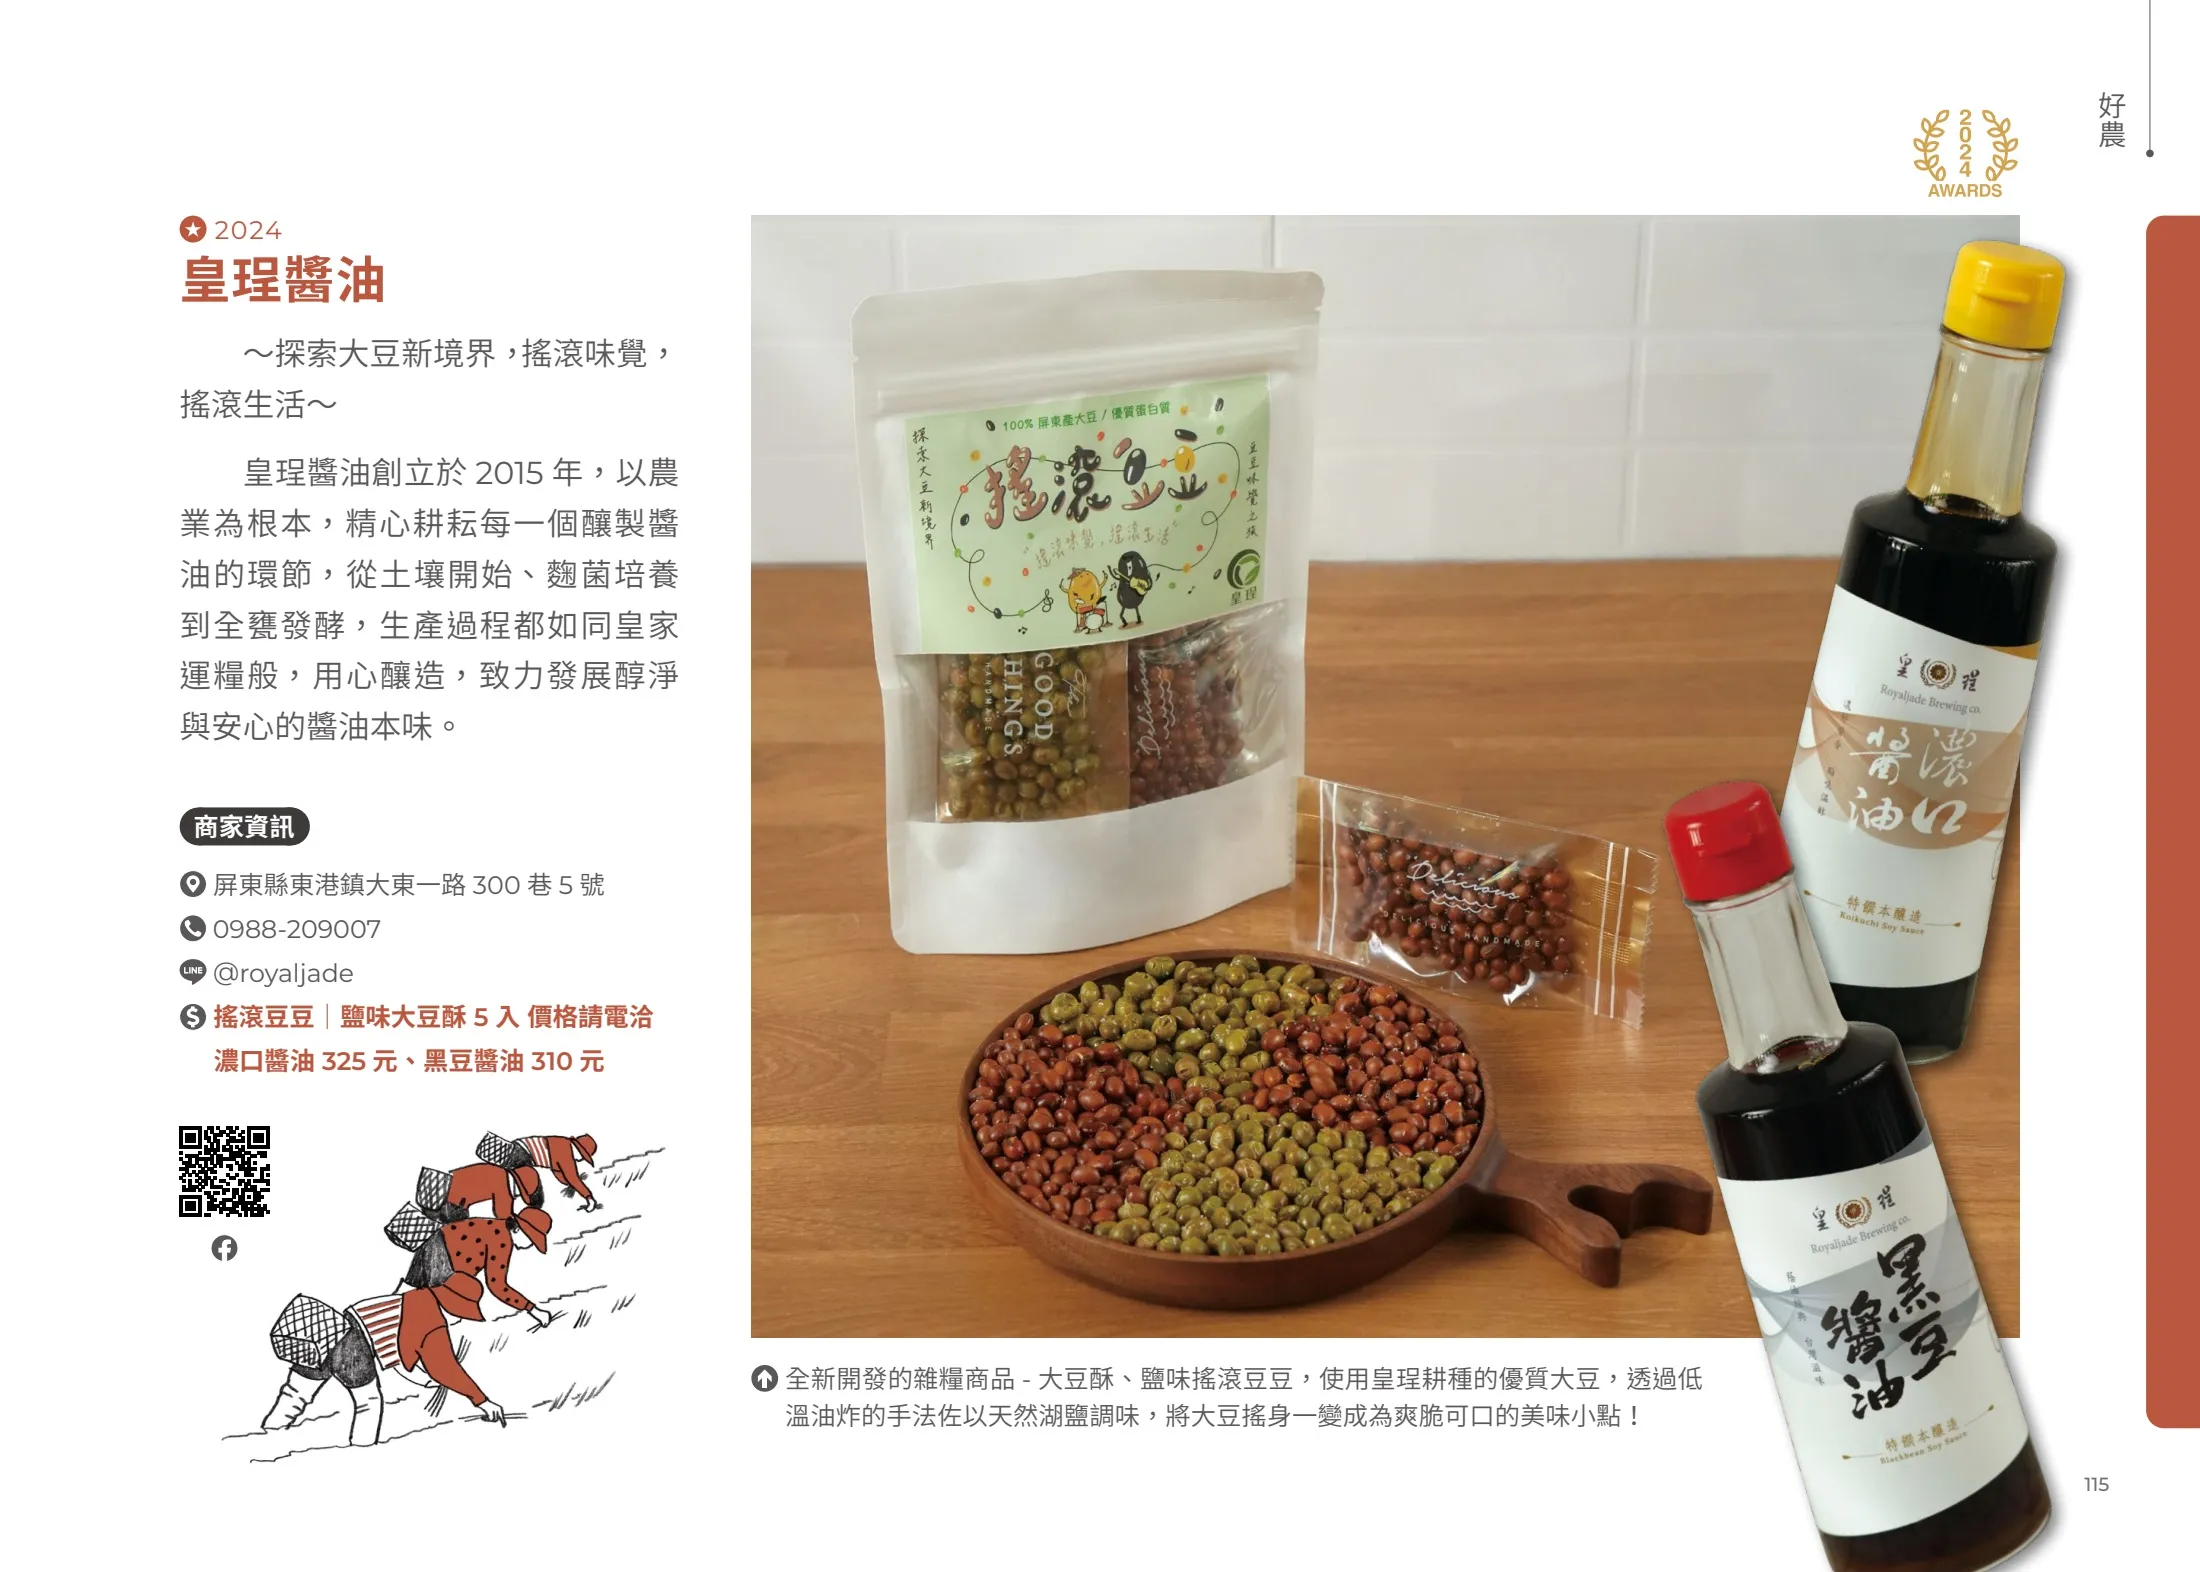 好農
2024
AWARDS
2024
皇珵醬油
～探索大豆新境界，搖滾味覺，
搖滾生活～
皇珵醬油創立於 2015 年，以農
業為根本，精心耕耘每一個釀製醬
油的環節，從土壤開始、麴菌培養
到全甕發酵，生產過程都如同皇家
運糧般，用心釀造，致力發展醇淨
與安心的醬油本味。
商家資訊
屏東縣東港鎮大東一路 300 巷 5 號
0988-209007
LINE @royaljade
搖滾豆豆｜鹽味大豆酥 5 入 價格請電洽
濃口醬油 325 元、黑豆醬油 310 元
100% 屏東產大豆 / 優質蛋白質
探索大豆新境界
搖滾豆豆
豆豆味覺之旅
"搖滾味覺，搖滾生活"
皇珵
The
GOOD
THINGS
HANDMADE
Delicious
Delicious
DELICIOUS HANDMADE
皇珵
Royaljade Brewing co.
濃口
醬油
特饌本釀造
Koikuchi Soy Sauce
皇珵
Royaljade Brewing co.
黑豆
醬油
台灣滋味
特饌本釀造
Blackbean Soy Sauce
全新開發的雜糧商品 - 大豆酥、鹽味搖滾豆豆，使用皇珵耕種的優質大豆，透過低
溫油炸的手法佐以天然湖鹽調味，將大豆搖身一變成為爽脆可口的美味小點！
115